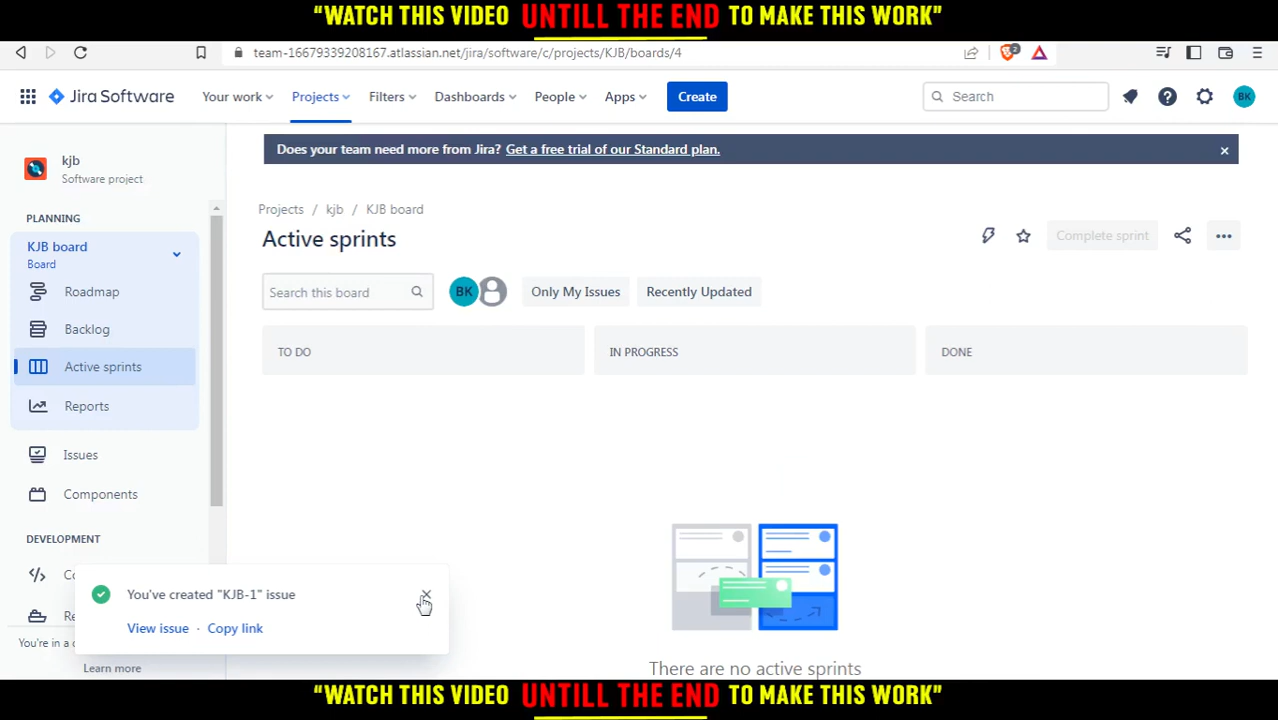 “WATCH THIS VIDEO UNTILL THE END TO MAKE THIS WORK”
team-16679339208167.atlassian.net/jira/software/c/projects/KJB/boards/4
2
Jira Software Your work Projects Filters Dashboards People Apps Create Search BK
kjb
Software project
Does your team need more from Jira? Get a free trial of our Standard plan.
PLANNING
KJB board
Board
Roadmap
Backlog
Active sprints
Reports
Issues
Components
DEVELOPMENT
Projects / kjb / KJB board
Active sprints
Complete sprint
Search this board BK Only My Issues Recently Updated
TO DO IN PROGRESS DONE
There are no active sprints
You've created "KJB-1" issue
View issue · Copy link
You're in a
Learn more
“WATCH THIS VIDEO UNTILL THE END TO MAKE THIS WORK”